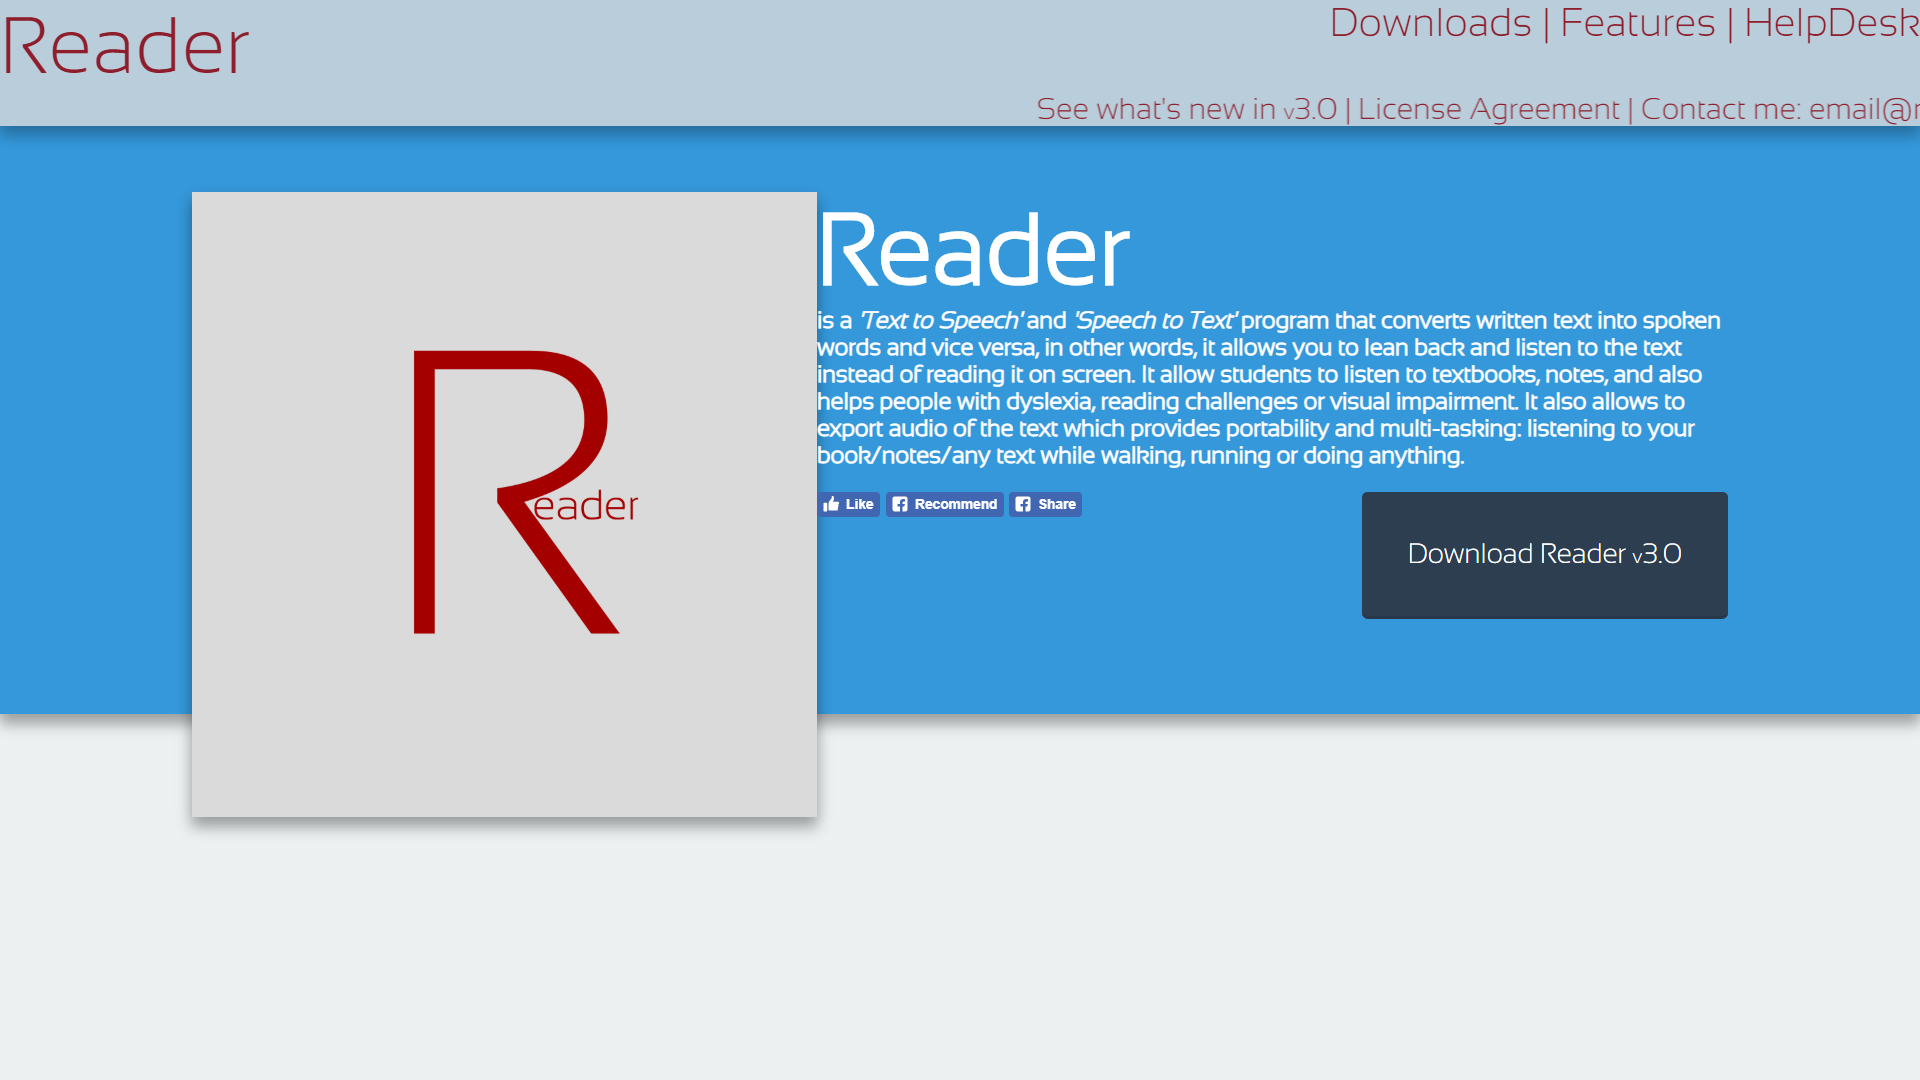 Reader
Downloads | Features | HelpDesk
See what's new in v3.0 | License Agreement | Contact me: email@
Reader
is a 'Text to Speech' and 'Speech to Text' program that converts written text into spoken
words and vice versa, in other words, it allows you to lean back and listen to the text
instead of reading it on screen. It allow students to listen to textbooks, notes, and also
helps people with dyslexia, reading challenges or visual impairment. It also allows to
export audio of the text which provides portability and multi-tasking: listening to your
book/notes/any text while walking, running or doing anything.
Reader
Like Recommend Share
Download Reader v3.0